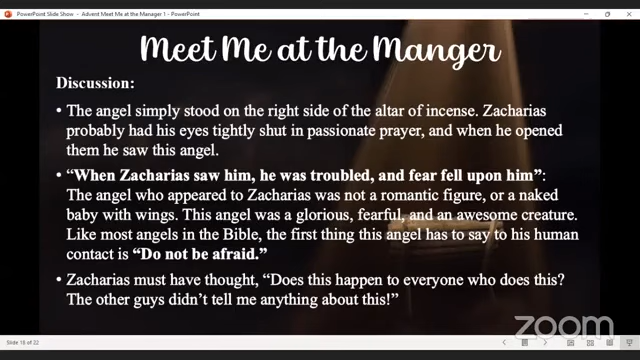 PowerPoint Slide Show - Advent Meet Me at the Manager 1 - PowerPoint
Meet Me at the Manger
Discussion:
• The angel simply stood on the right side of the altar of incense. Zacharias
probably had his eyes tightly shut in passionate prayer, and when he opened
them he saw this angel.
• “When Zacharias saw him, he was troubled, and fear fell upon him”:
The angel who appeared to Zacharias was not a romantic figure, or a naked
baby with wings. This angel was a glorious, fearful, and an awesome creature.
Like most angels in the Bible, the first thing this angel has to say to his human
contact is “Do not be afraid.”
• Zacharias must have thought, “Does this happen to everyone who does this?
The other guys didn’t tell me anything about this!”
zoom
Slide 18 of 22